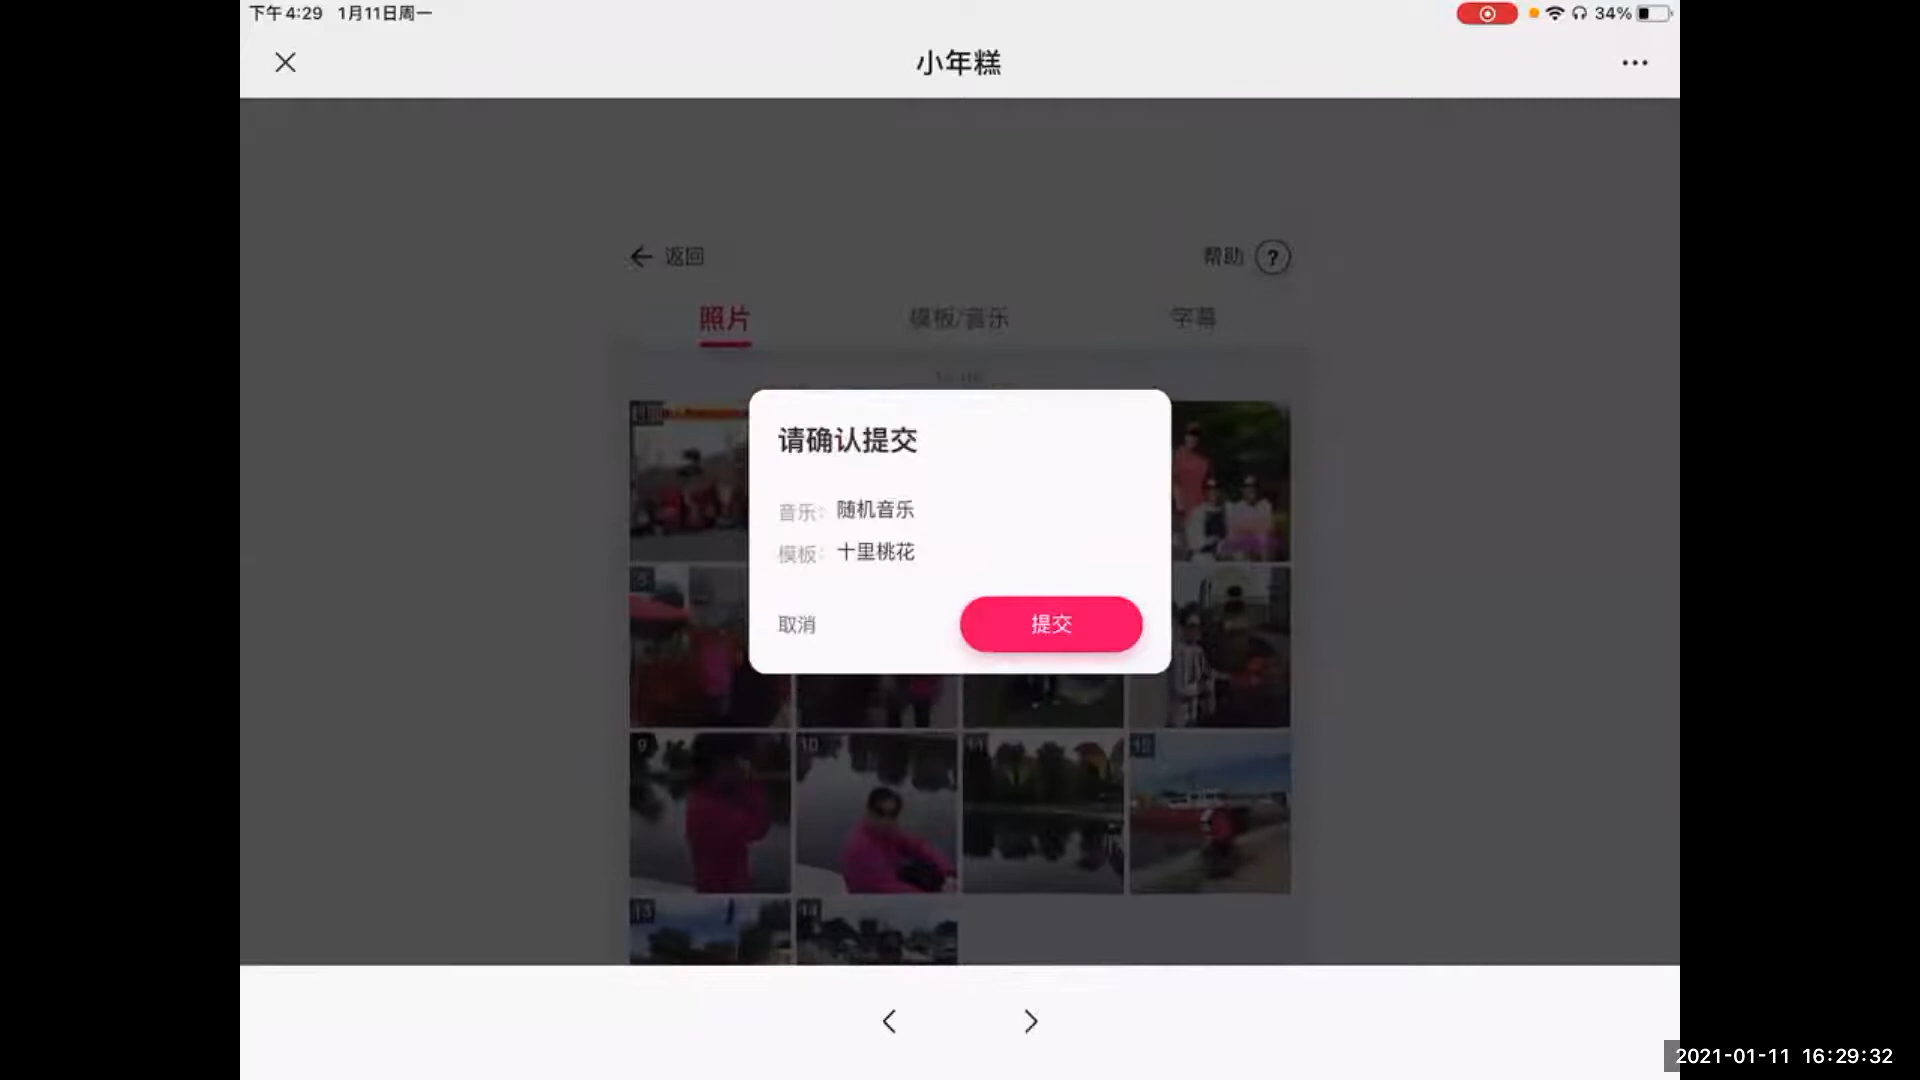 下午4:29 1月11日周一
34%
小年糕
返回
帮助 ?
照片
模板/音乐
字幕
请确认提交
音乐: 随机音乐
模板: 十里桃花
取消
提交
9
10
11
12
13
14
2021-01-11 16:29:32